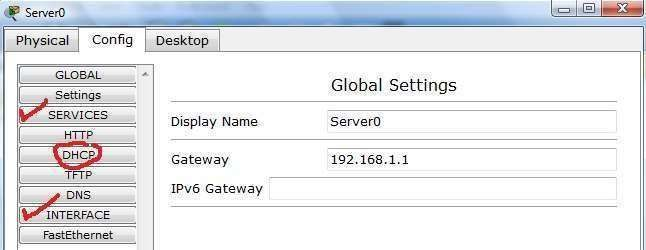 Server0
Physical Config Desktop
GLOBAL
Settings
SERVICES
HTTP
DHCP
TFTP
DNS
INTERFACE
FastEthernet
Global Settings
Display Name Server0
Gateway 192.168.1.1
IPv6 Gateway